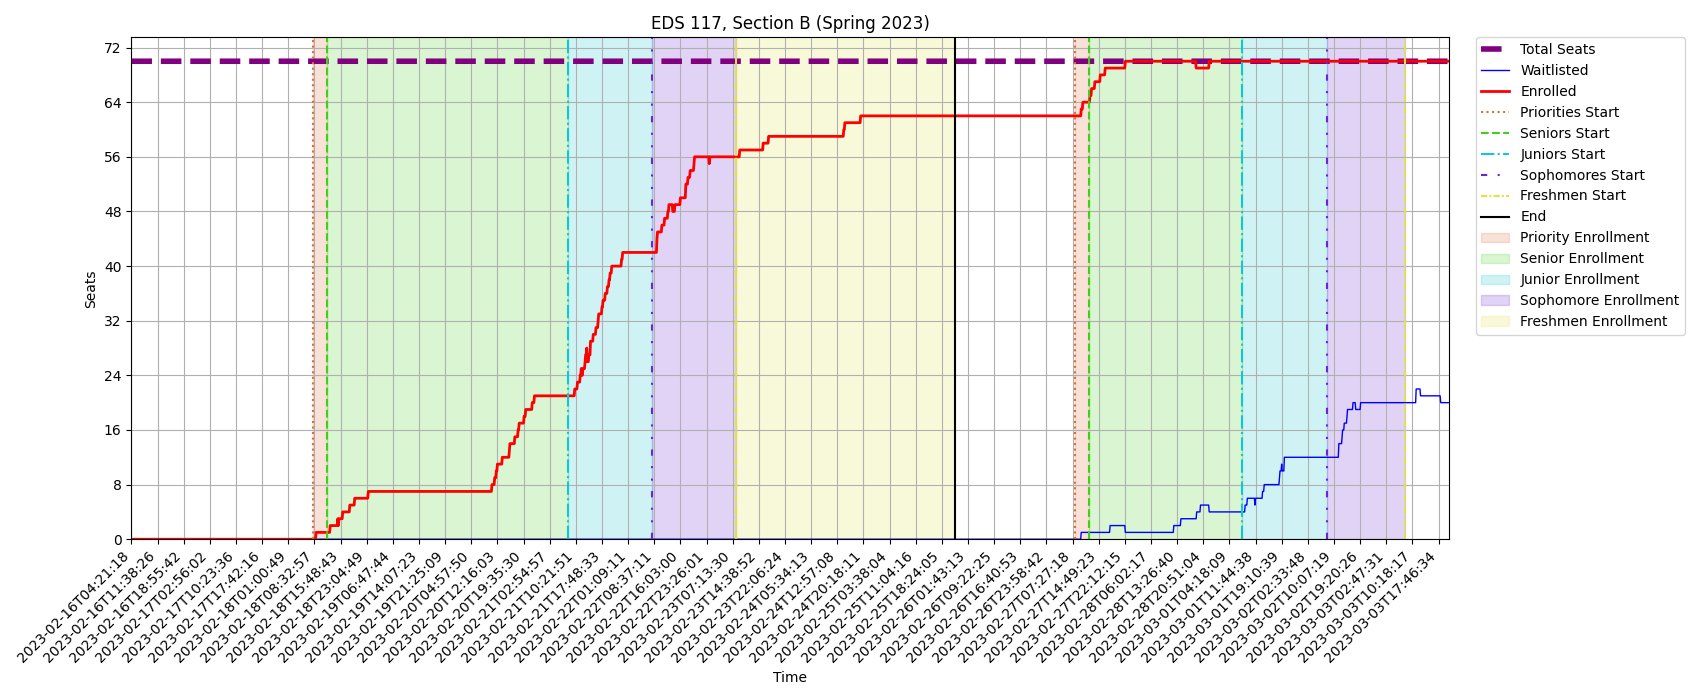 EDS 117, Section B (Spring 2023)
72
64
56
48
40
32
24
16
8
0
Seats
2023-02-16T04:21:18
2023-02-16T11:38:26
2023-02-16T18:55:42
2023-02-17T02:56:02
2023-02-17T10:23:36
2023-02-17T17:42:16
2023-02-18T01:00:49
2023-02-18T08:32:57
2023-02-18T15:48:43
2023-02-18T23:04:49
2023-02-19T06:47:44
2023-02-19T14:07:23
2023-02-19T21:25:09
2023-02-20T04:57:50
2023-02-20T12:16:03
2023-02-20T19:35:30
2023-02-21T02:54:57
2023-02-21T10:21:51
2023-02-21T17:48:33
2023-02-22T01:09:11
2023-02-22T08:37:11
2023-02-22T16:03:00
2023-02-22T23:26:01
2023-02-23T07:13:30
2023-02-23T14:38:52
2023-02-23T22:06:24
2023-02-24T05:34:13
2023-02-24T12:57:08
2023-02-24T20:18:11
2023-02-25T03:38:04
2023-02-25T11:04:16
2023-02-25T18:24:05
2023-02-26T01:43:13
2023-02-26T09:22:25
2023-02-26T16:40:53
2023-02-26T23:58:42
2023-02-27T07:27:18
2023-02-27T14:49:23
2023-02-27T22:12:15
2023-02-28T06:02:17
2023-02-28T13:26:40
2023-02-28T20:51:04
2023-03-01T04:18:09
2023-03-01T11:44:38
2023-03-01T19:10:39
2023-03-02T02:33:48
2023-03-02T10:07:19
2023-03-02T19:20:26
2023-03-03T02:47:31
2023-03-03T10:18:17
2023-03-03T17:46:34
Time
Total Seats
Waitlisted
Enrolled
Priorities Start
Seniors Start
Juniors Start
Sophomores Start
Freshmen Start
End
Priority Enrollment
Senior Enrollment
Junior Enrollment
Sophomore Enrollment
Freshmen Enrollment